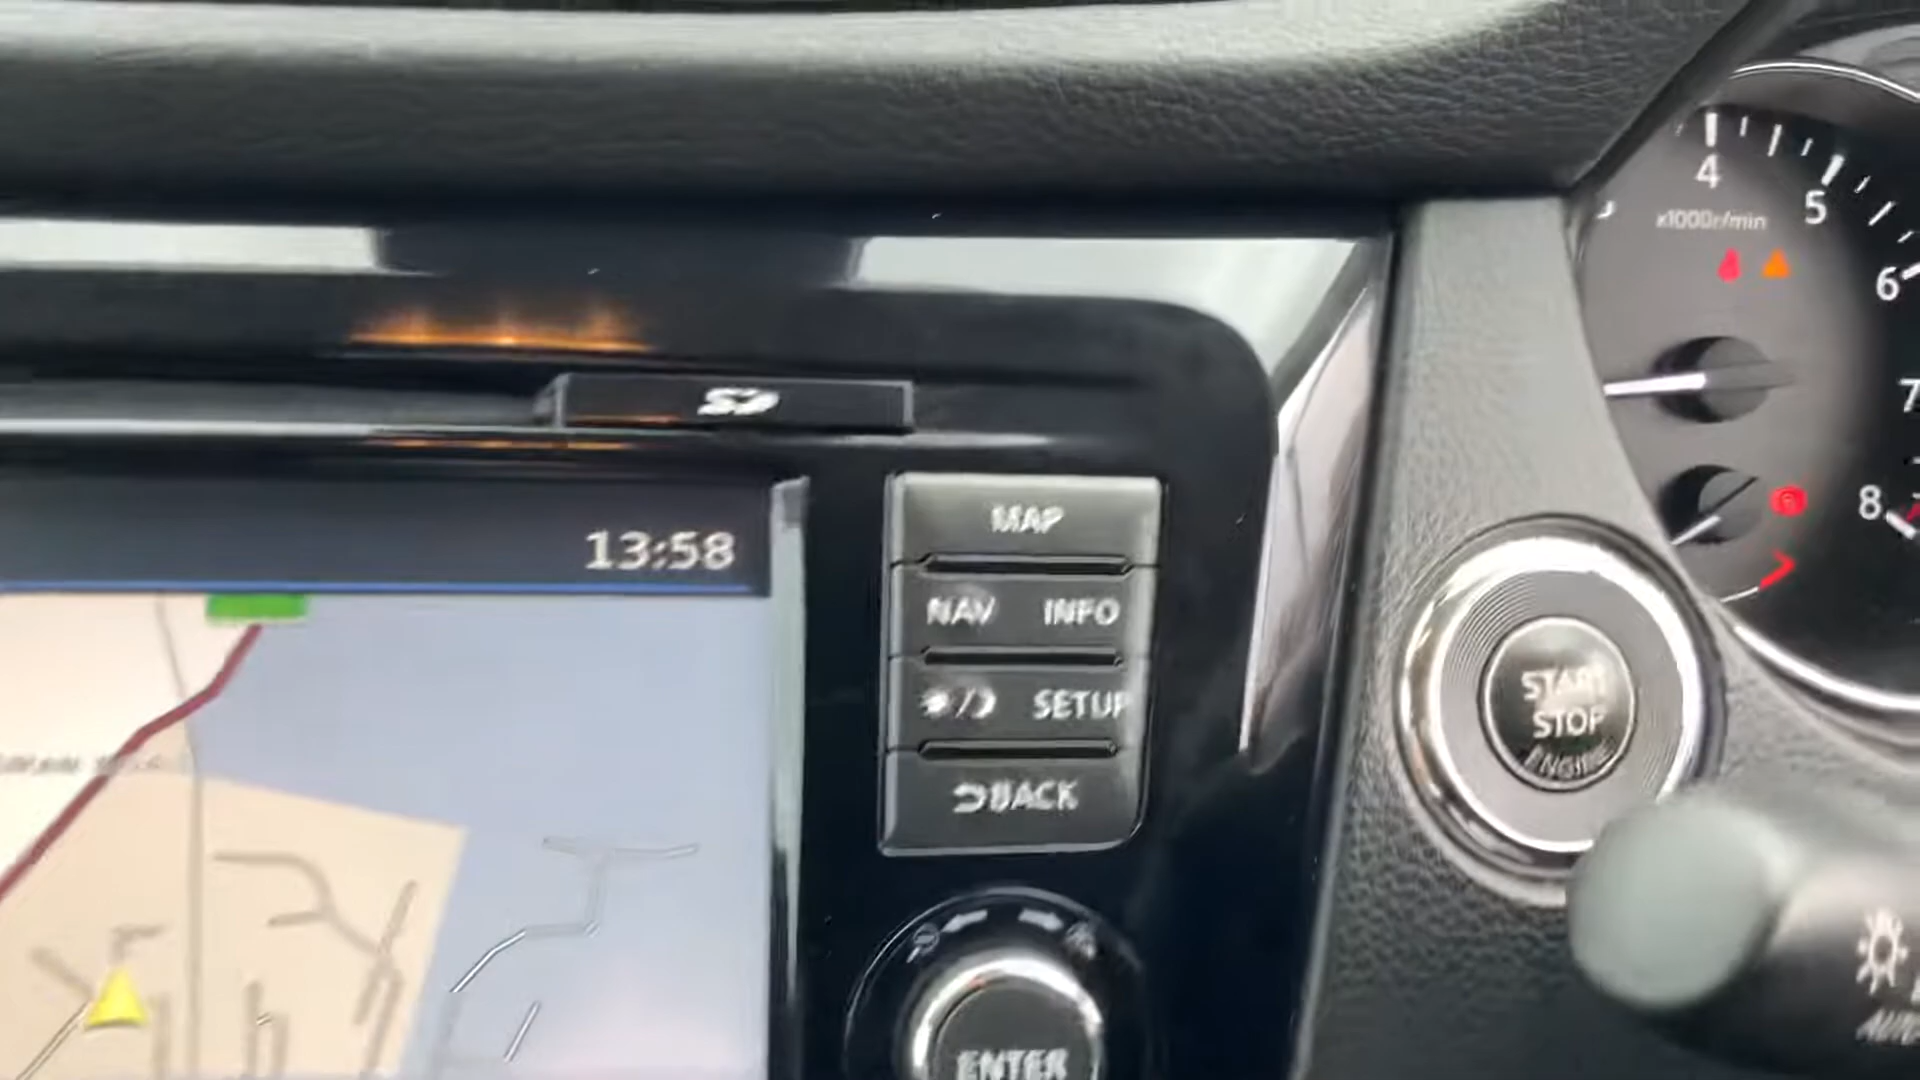 4
5
x1000r/min
6
7
8
SD
13:58
MAP
NAV INFO
SETUP
BACK
START
STOP
ENGINE
ENTER
AUTO